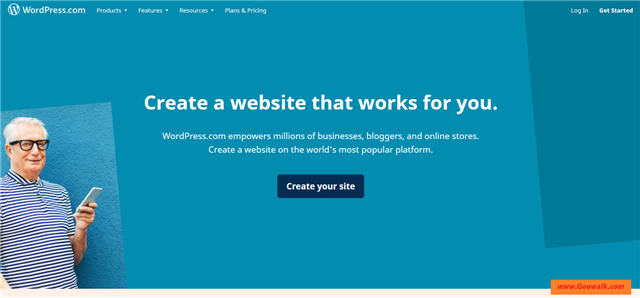 WordPress.com Products Features Resources Plans & Pricing Log In Get Started
Create a website that works for you.
WordPress.com empowers millions of businesses, bloggers, and online stores.
Create a website on the world's most popular platform.
Create your site
www.Goowalk.com